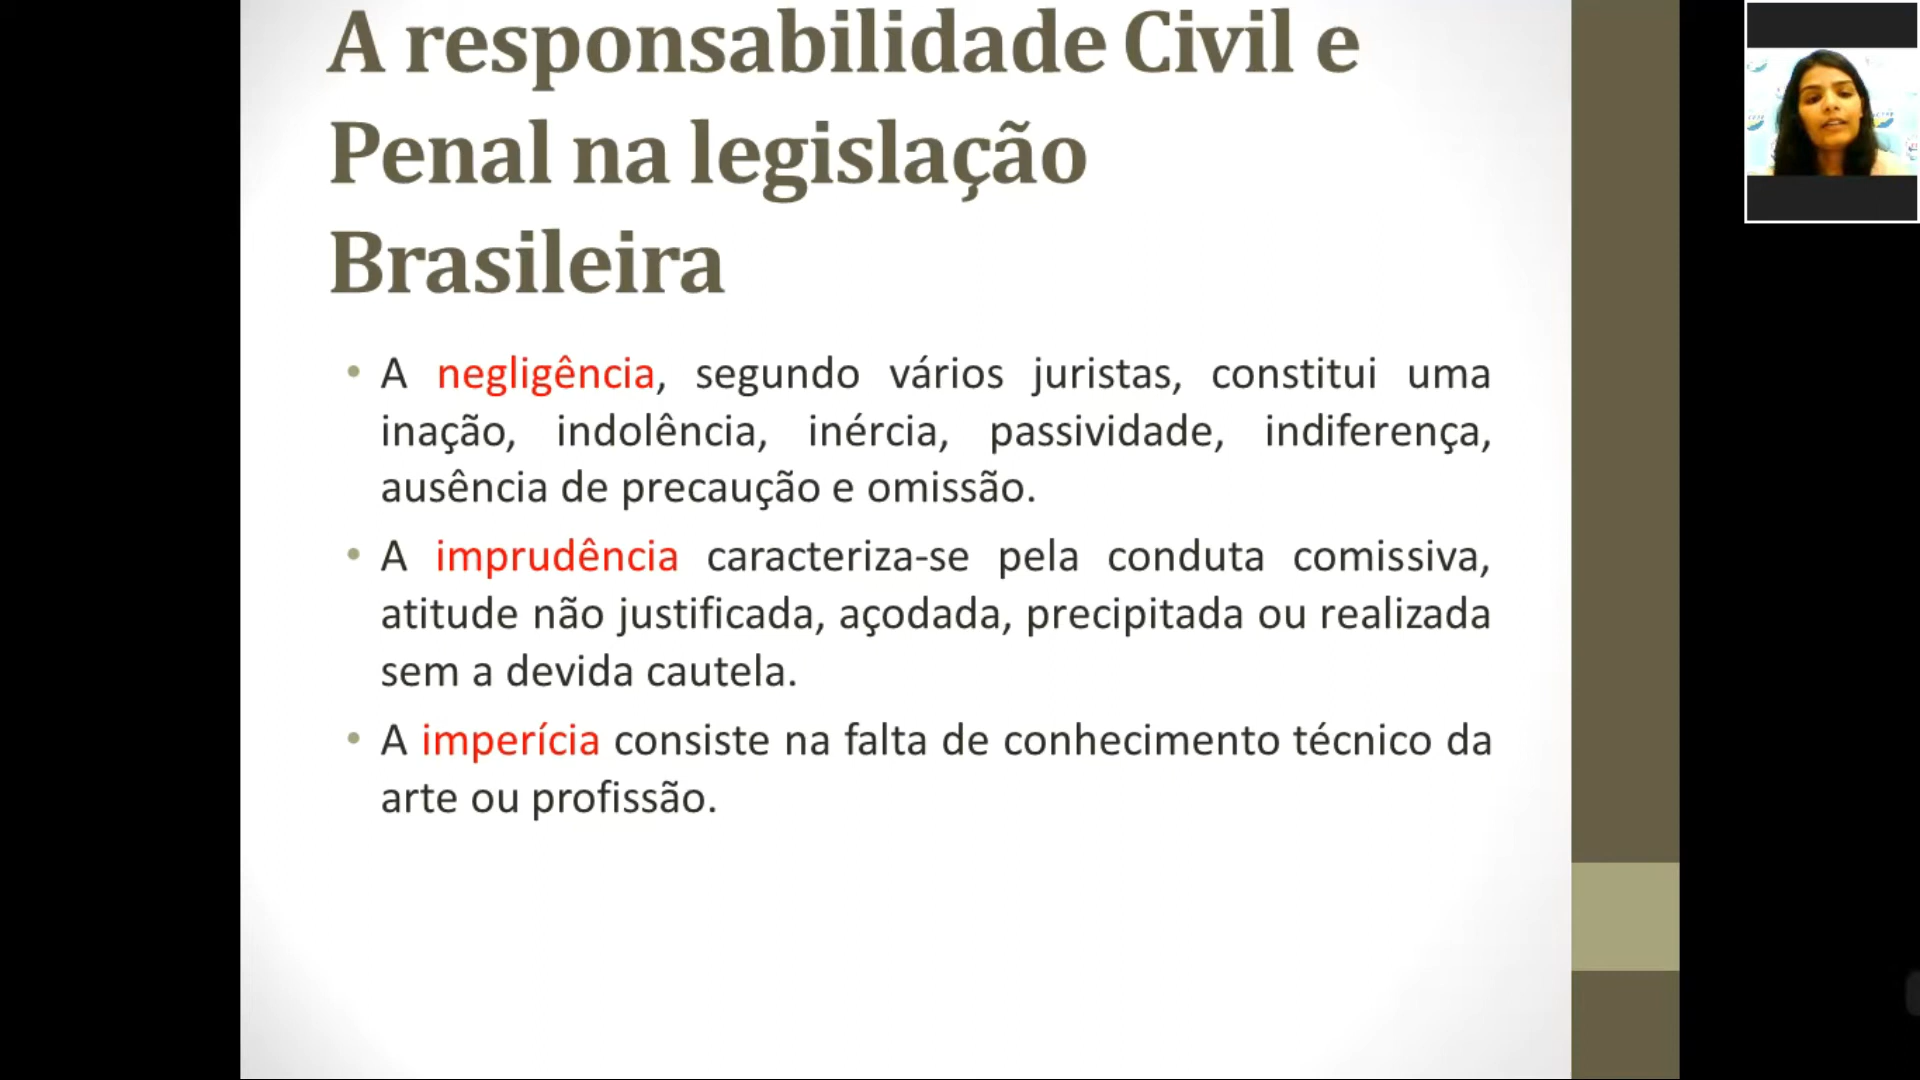 A responsabilidade Civil e
Penal na legislação
Brasileira
• A negligência, segundo vários juristas, constitui uma
inação, indolência, inércia, passividade, indiferença,
ausência de precaução e omissão.
• A imprudência caracteriza-se pela conduta comissiva,
atitude não justificada, açodada, precipitada ou realizada
sem a devida cautela.
• A imperícia consiste na falta de conhecimento técnico da
arte ou profissão.